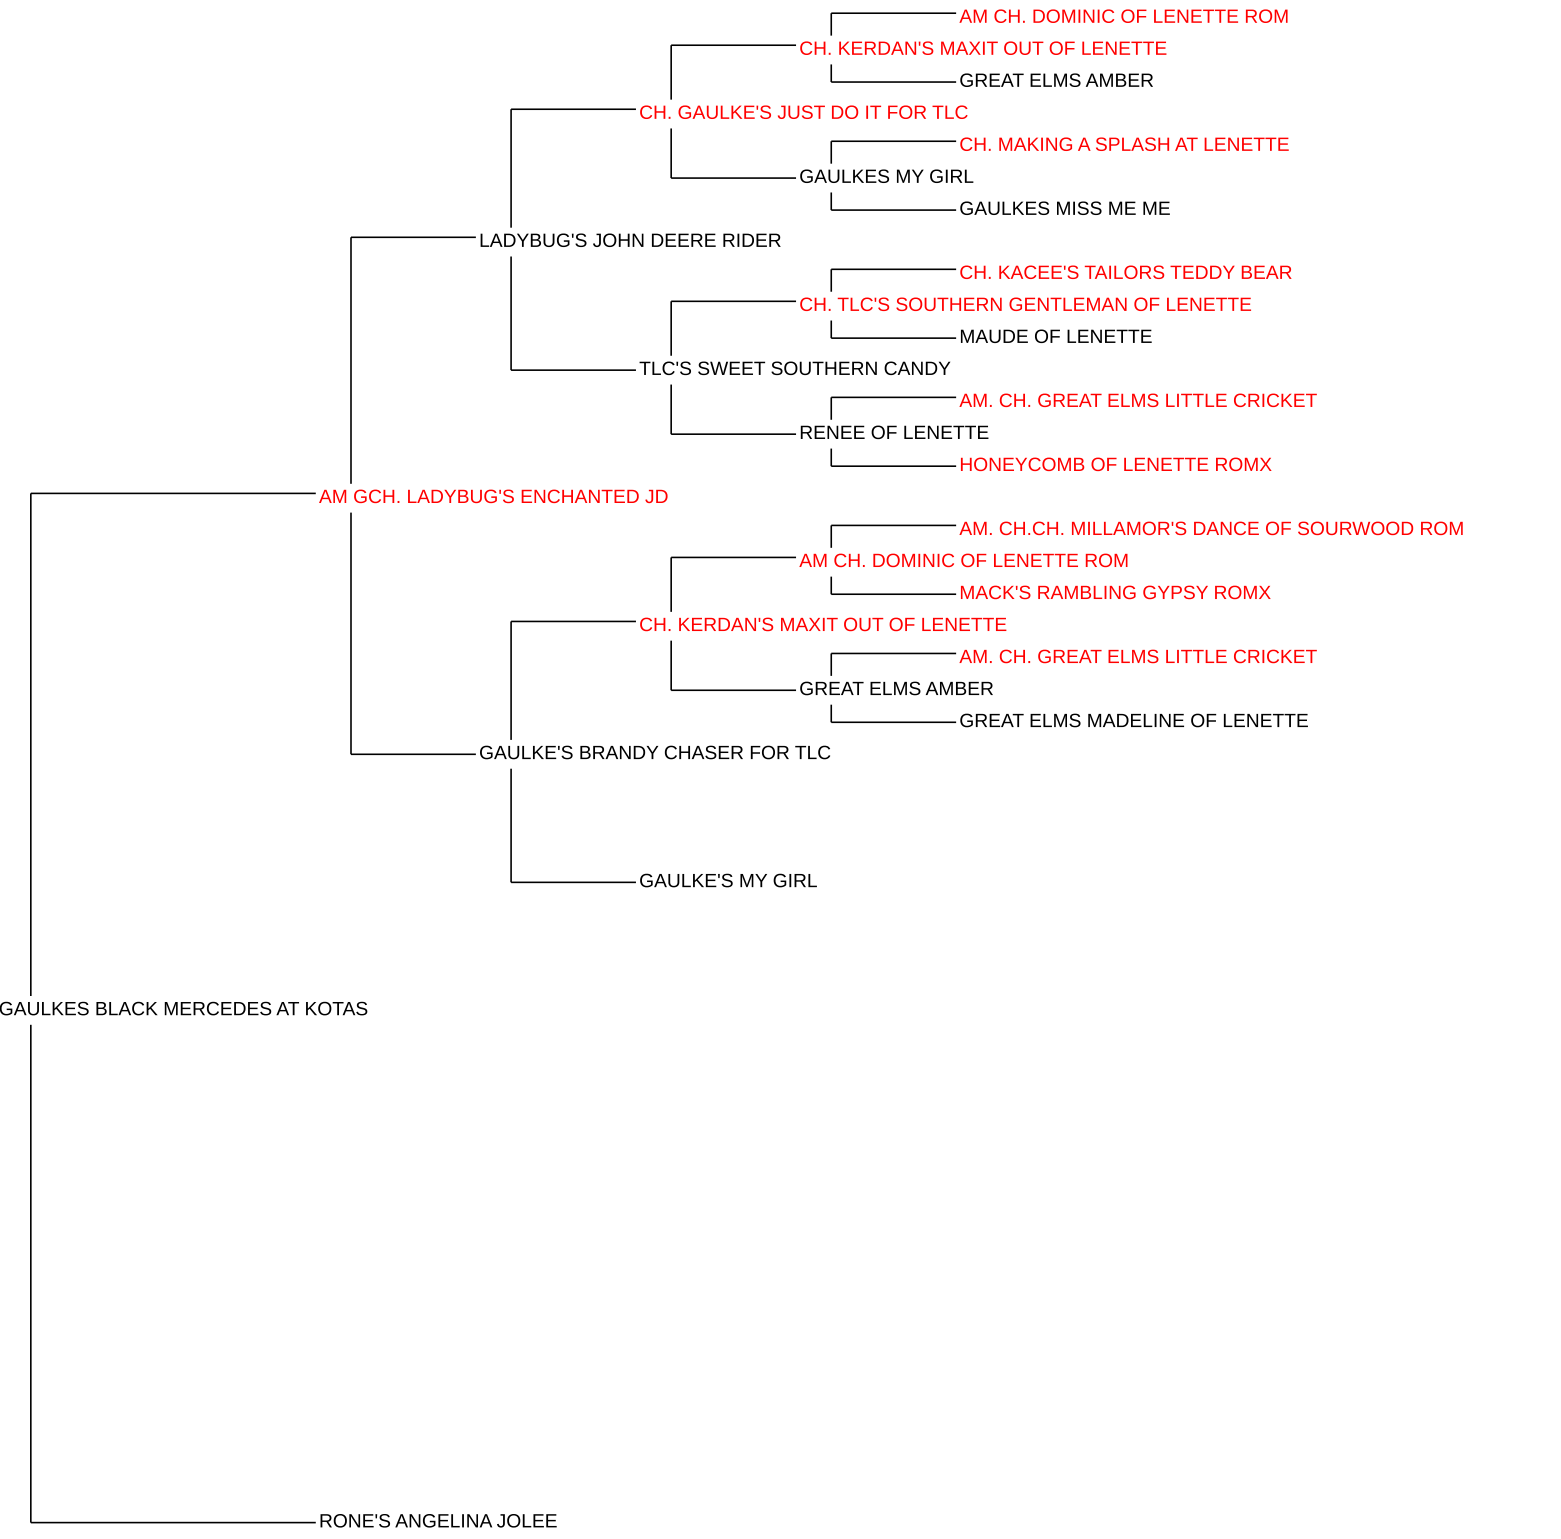 AM CH. DOMINIC OF LENETTE ROM
CH. KERDAN'S MAXIT OUT OF LENETTE
GREAT ELMS AMBER
CH. GAULKE'S JUST DO IT FOR TLC
CH. MAKING A SPLASH AT LENETTE
GAULKES MY GIRL
GAULKES MISS ME ME
LADYBUG'S JOHN DEERE RIDER
CH. KACEE'S TAILORS TEDDY BEAR
CH. TLC'S SOUTHERN GENTLEMAN OF LENETTE
MAUDE OF LENETTE
TLC'S SWEET SOUTHERN CANDY
AM. CH. GREAT ELMS LITTLE CRICKET
RENEE OF LENETTE
HONEYCOMB OF LENETTE ROMX
AM GCH. LADYBUG'S ENCHANTED JD
AM. CH.CH. MILLAMOR'S DANCE OF SOURWOOD ROM
AM CH. DOMINIC OF LENETTE ROM
MACK'S RAMBLING GYPSY ROMX
CH. KERDAN'S MAXIT OUT OF LENETTE
AM. CH. GREAT ELMS LITTLE CRICKET
GREAT ELMS AMBER
GREAT ELMS MADELINE OF LENETTE
GAULKE'S BRANDY CHASER FOR TLC
GAULKE'S MY GIRL
GAULKES BLACK MERCEDES AT KOTAS
RONE'S ANGELINA JOLEE